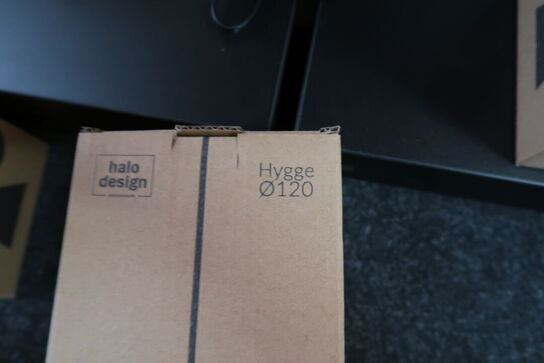 halo
design
Hygge
Ø120